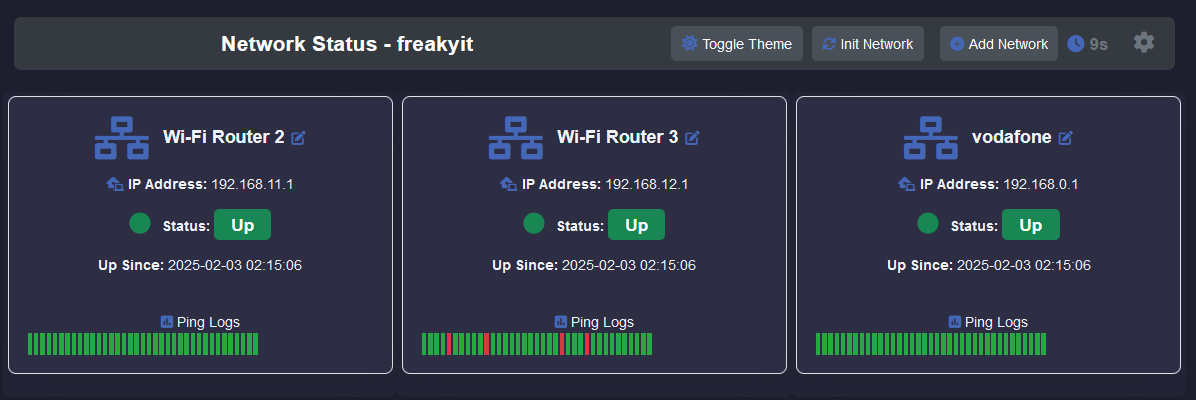 Network Status - freakyit
Toggle Theme
Init Network
Add Network
9s
Wi-Fi Router 2
IP Address: 192.168.11.1
Status: Up
Up Since: 2025-02-03 02:15:06
Ping Logs
Wi-Fi Router 3
IP Address: 192.168.12.1
Status: Up
Up Since: 2025-02-03 02:15:06
Ping Logs
vodafone
IP Address: 192.168.0.1
Status: Up
Up Since: 2025-02-03 02:15:06
Ping Logs